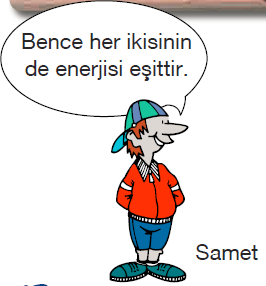 Bence her ikisinin
de enerjisi eşittir.
Samet